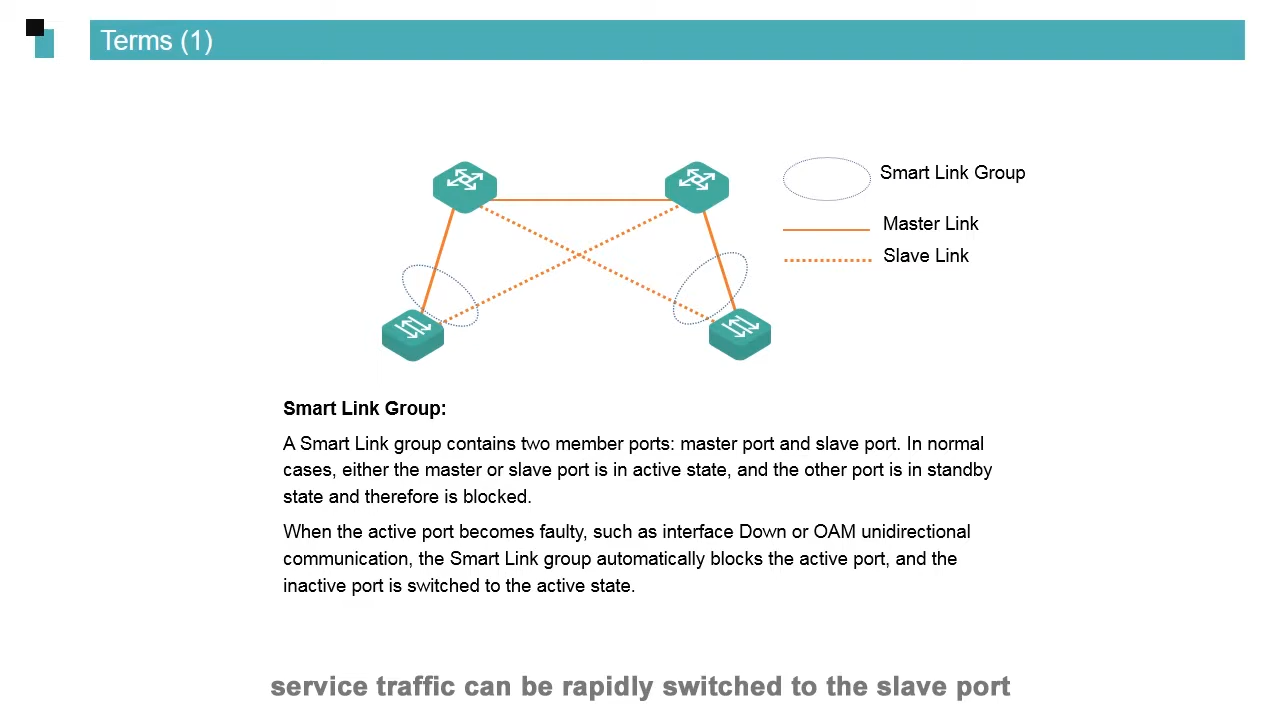 Terms (1)
Smart Link Group
Master Link
Slave Link
Smart Link Group:
A Smart Link group contains two member ports: master port and slave port. In normal
cases, either the master or slave port is in active state, and the other port is in standby
state and therefore is blocked.
When the active port becomes faulty, such as interface Down or OAM unidirectional
communication, the Smart Link group automatically blocks the active port, and the
inactive port is switched to the active state.
service traffic can be rapidly switched to the slave port